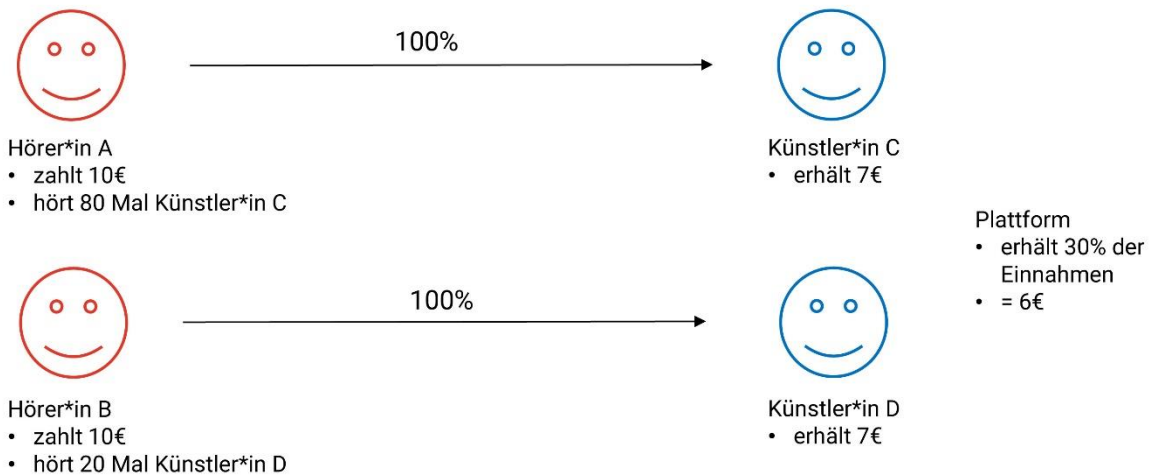 100%
Hörer*in A
• zahlt 10€
• hört 80 Mal Künstler*in C
Künstler*in C
• erhält 7€
Plattform
• erhält 30% der
Einnahmen
• = 6€
100%
Hörer*in B
• zahlt 10€
• hört 20 Mal Künstler*in D
Künstler*in D
• erhält 7€